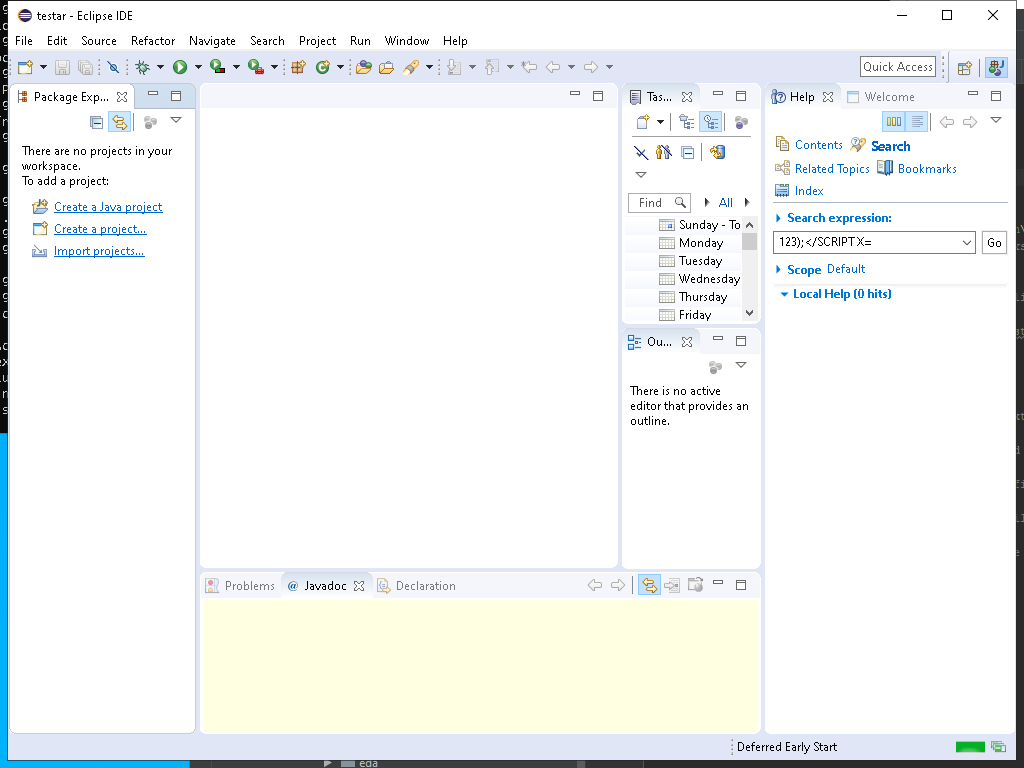 testar - Eclipse IDE
File Edit Source Refactor Navigate Search Project Run Window Help
Quick Access
Package Exp...
There are no projects in your
workspace.
To add a project:
Create a Java project
Create a project...
Import projects...
Tas...
Find
All
Sunday - To
Monday
Tuesday
Wednesday
Thursday
Friday
Ou...
There is no active
editor that provides an
outline.
Help Welcome
Contents Search
Related Topics Bookmarks
Index
Search expression:
123);</SCRIPTX=
Go
Scope Default
Local Help (0 hits)
Problems @ Javadoc Declaration
Deferred Early Start
eda